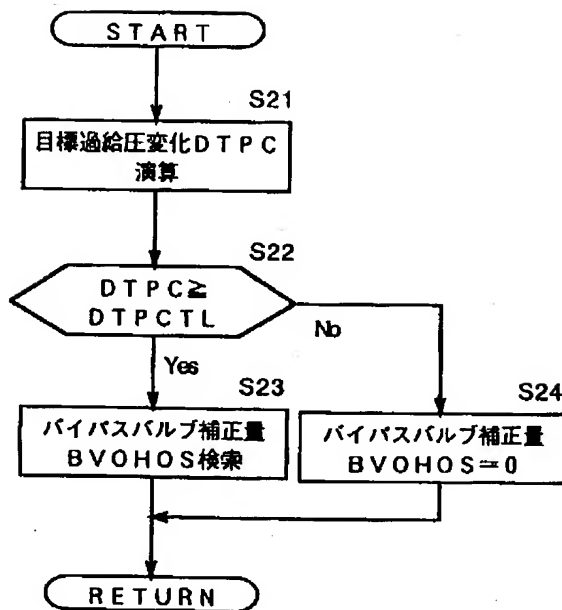 START
S21
目標過給圧変化DTPC
演算
S22
DTPC≧
DTPCTL
No
Yes
S23
バイパスバルブ補正量
BVOHOS検索
S24
バイパスバルブ補正量
BVOHOS=0
RETURN